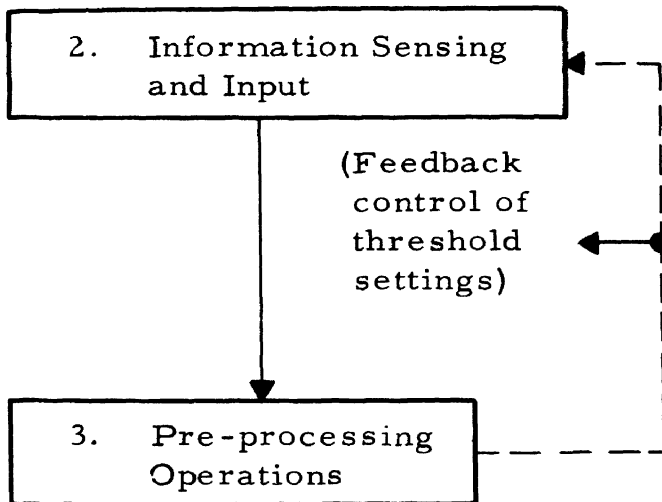 2. Information Sensing
and Input
(Feedback
control of
threshold
settings)
3. Pre-processing
Operations